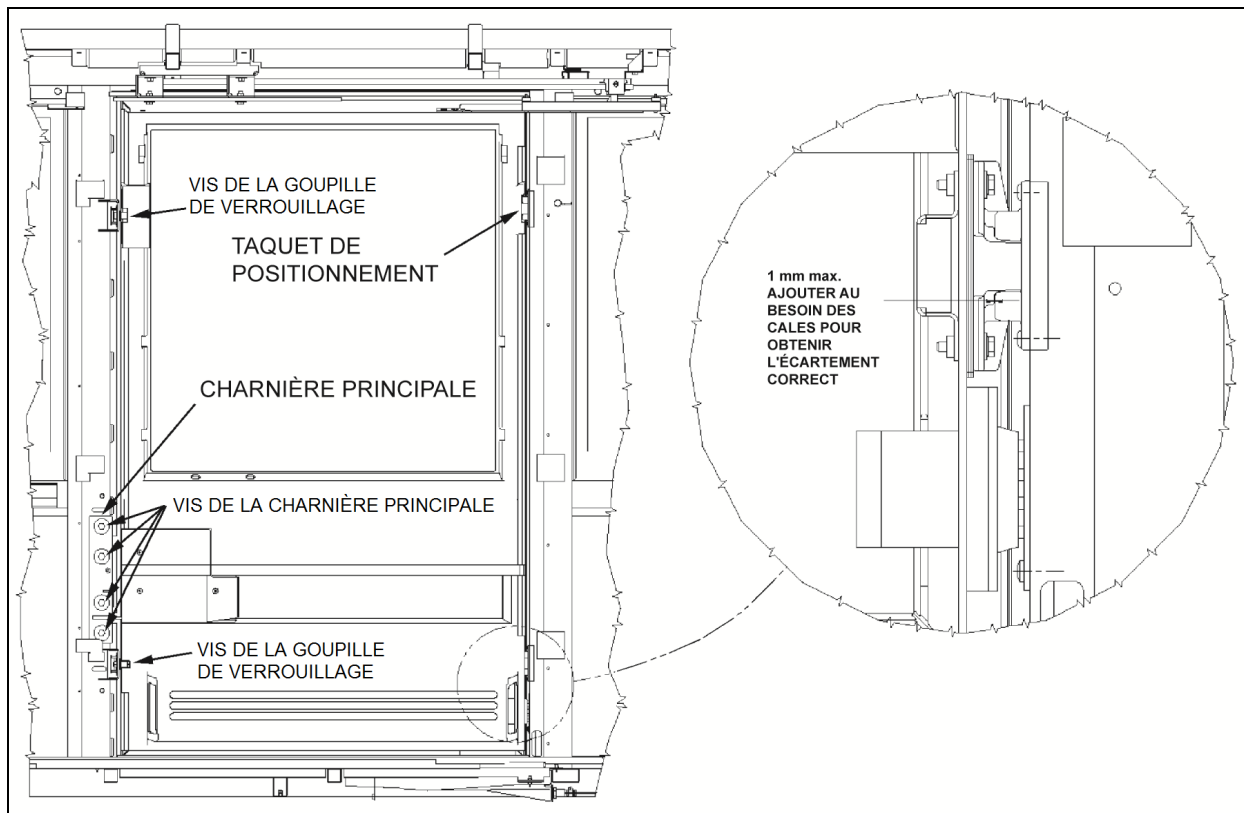 VIS DE LA GOUPILLE
DE VERROUILLAGE
TAQUET DE
POSITIONNEMENT
CHARNIÈRE PRINCIPALE
VIS DE LA CHARNIÈRE PRINCIPALE
VIS DE LA GOUPILLE
DE VERROUILLAGE
1 mm max.
AJOUTER AU
BESOIN DES
CALES POUR
OBTENIR
L'ÉCARTEMENT
CORRECT